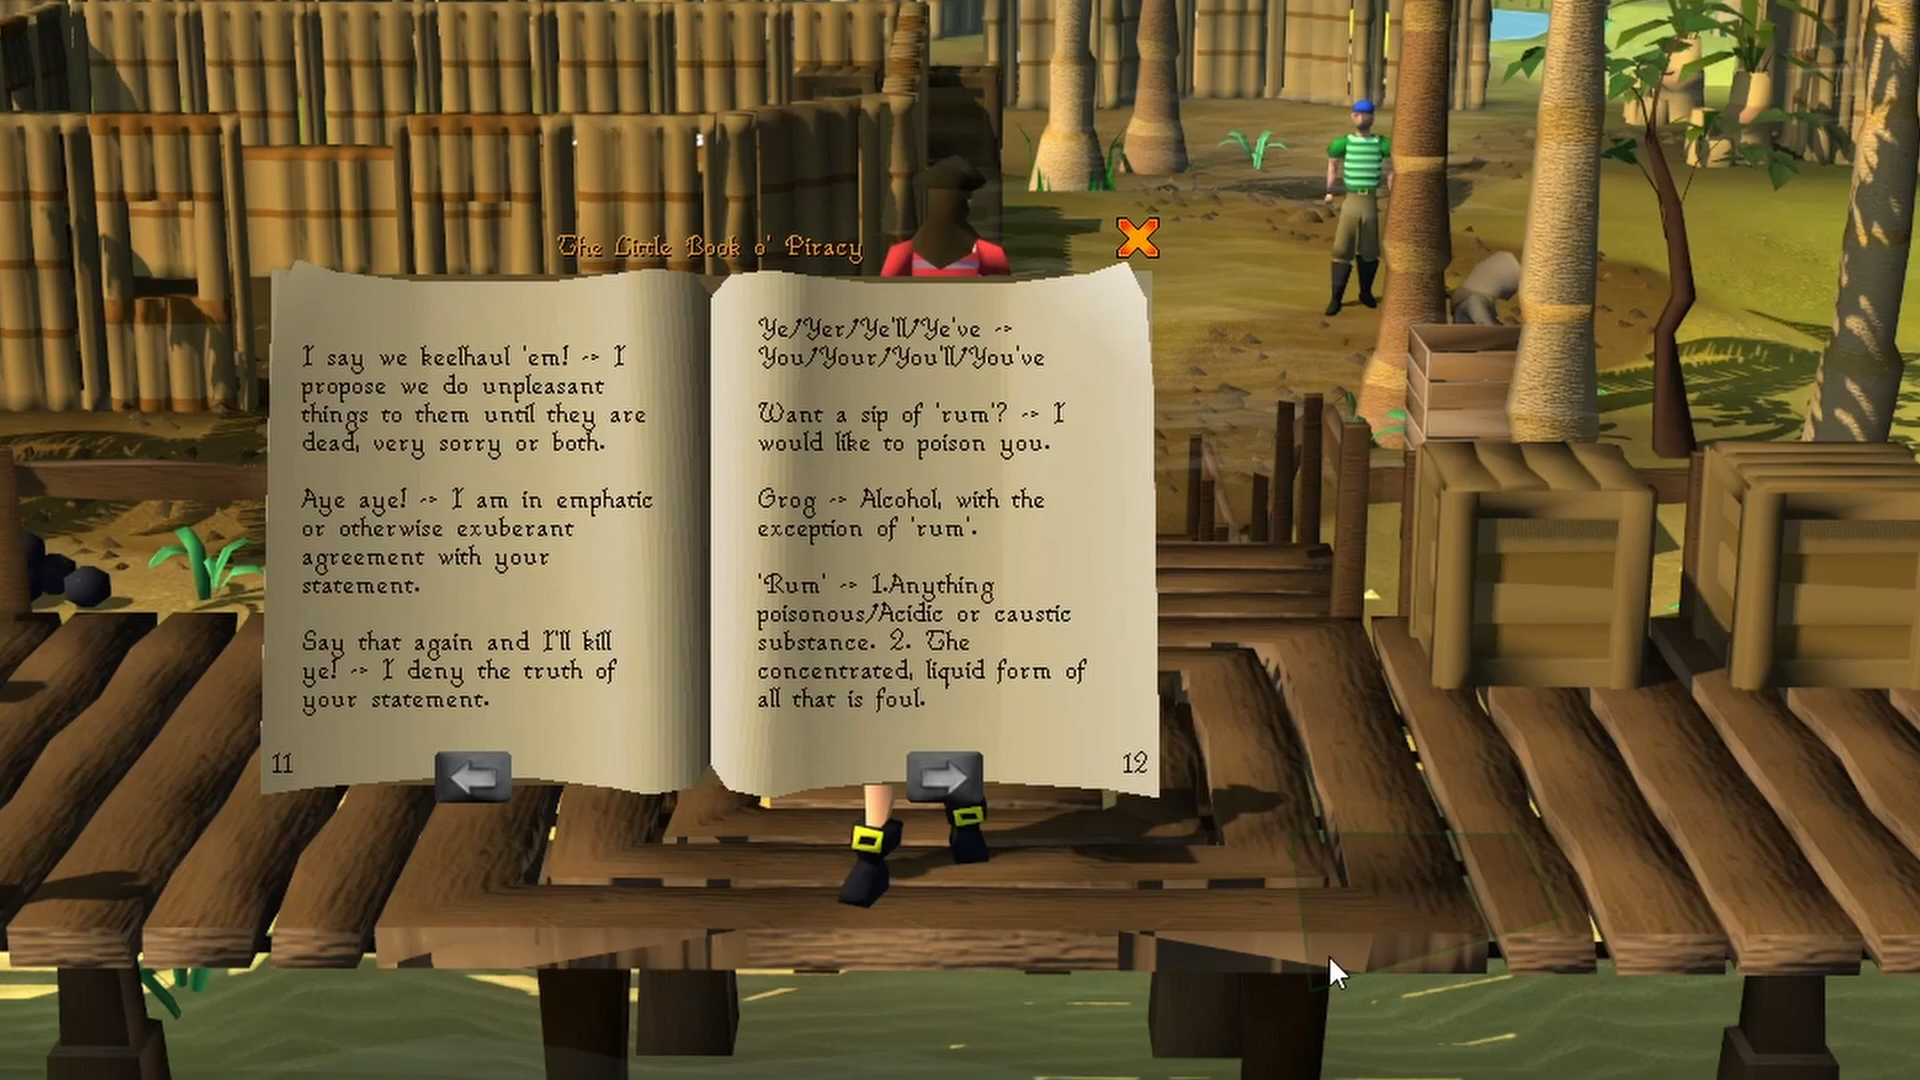 The Little Book o' Piracy
I say we keelhaul 'em! -> I
propose we do unpleasant
things to them until they are
dead, very sorry or both.
Aye aye! -> I am in emphatic
or otherwise exuberant
agreement with your
statement.
Say that again and I'll kill
ye! -> I deny the truth of
your statement.
11
Ye/Yer/Ye'll/Ye've ->
You/Your/You'll/You've
Want a sip of 'rum'? -> I
would like to poison you.
Grog -> Alcohol, with the
exception of 'rum'.
'Rum' -> 1.Anything
poisonous/Acidic or caustic
substance. 2. The
concentrated, liquid form of
all that is foul.
12